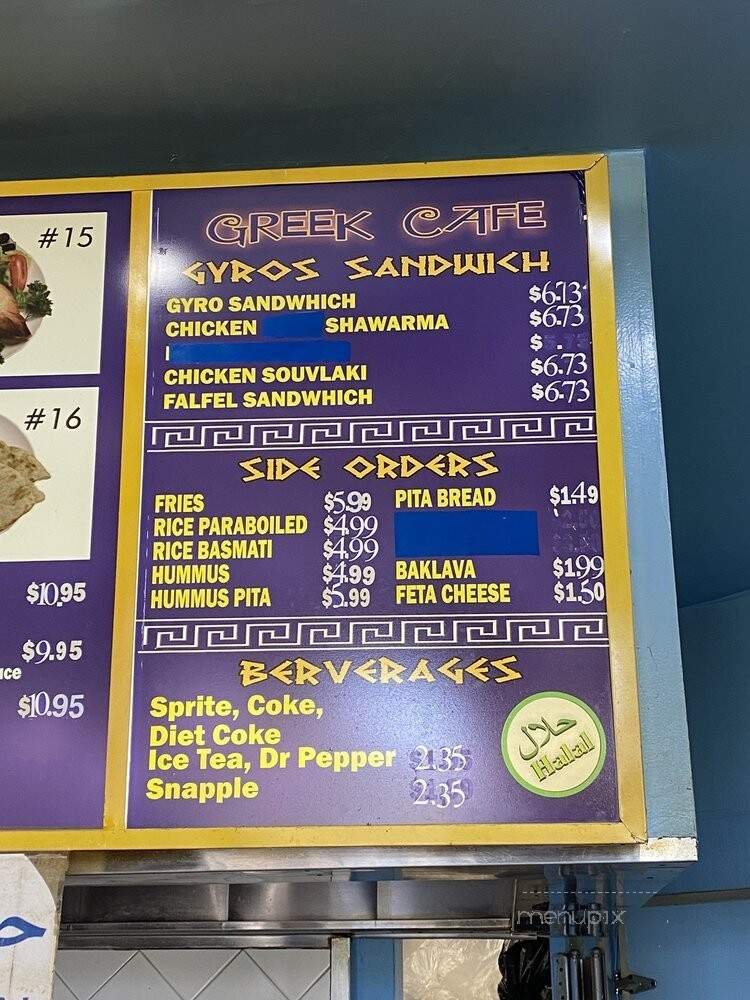 #15
#16
$10.95
$9.95
$10.95
GREEK CAFE
GYROS SANDWICH
GYRO SANDWHICH $6.73
CHICKEN SHAWARMA $6.73
$
CHICKEN SOUVLAKI $6.73
FALFEL SANDWHICH $6.73
SIDE ORDERS
FRIES $5.99 PITA BREAD $1.49
RICE PARABOILED $4.99
RICE BASMATI $4.99
HUMMUS $4.99 BAKLAVA $1.99
HUMMUS PITA $5.99 FETA CHEESE $1.50
BERVERAGES
Sprite, Coke,
Diet Coke
Ice Tea, Dr Pepper 2.35
Snapple 2.35
حلال
Halal
menupix